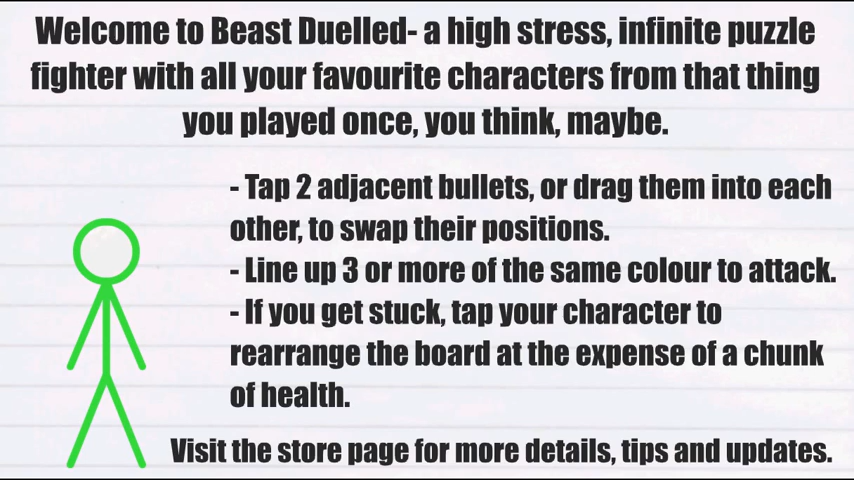 Welcome to Beast Duelled- a high stress, infinite puzzle
fighter with all your favourite characters from that thing
you played once, you think, maybe.
- Tap 2 adjacent bullets, or drag them into each
other, to swap their positions.
- Line up 3 or more of the same colour to attack.
- If you get stuck, tap your character to
rearrange the board at the expense of a chunk
of health.
Visit the store page for more details, tips and updates.